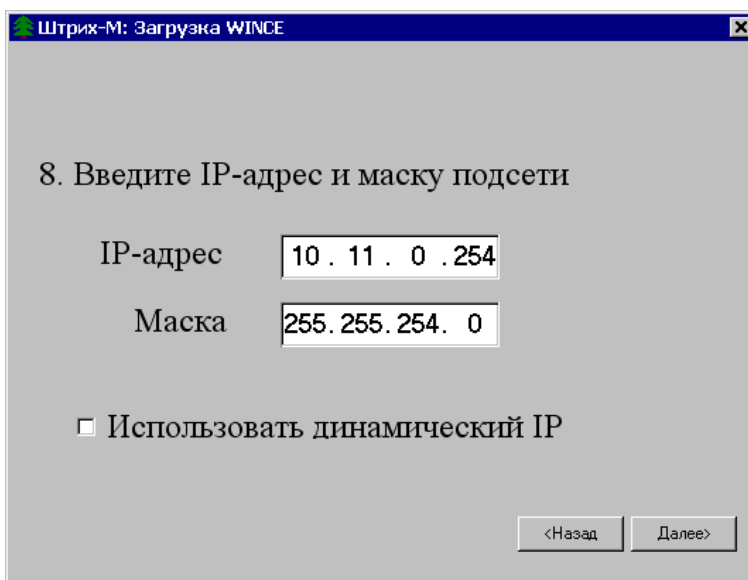 Штрих-М: Загрузка WINCE
8. Введите IP-адрес и маску подсети
IP-адрес 10 . 11 . 0 . 254
Маска 255. 255. 254. 0
Использовать динамический IP
<Назад Далее>